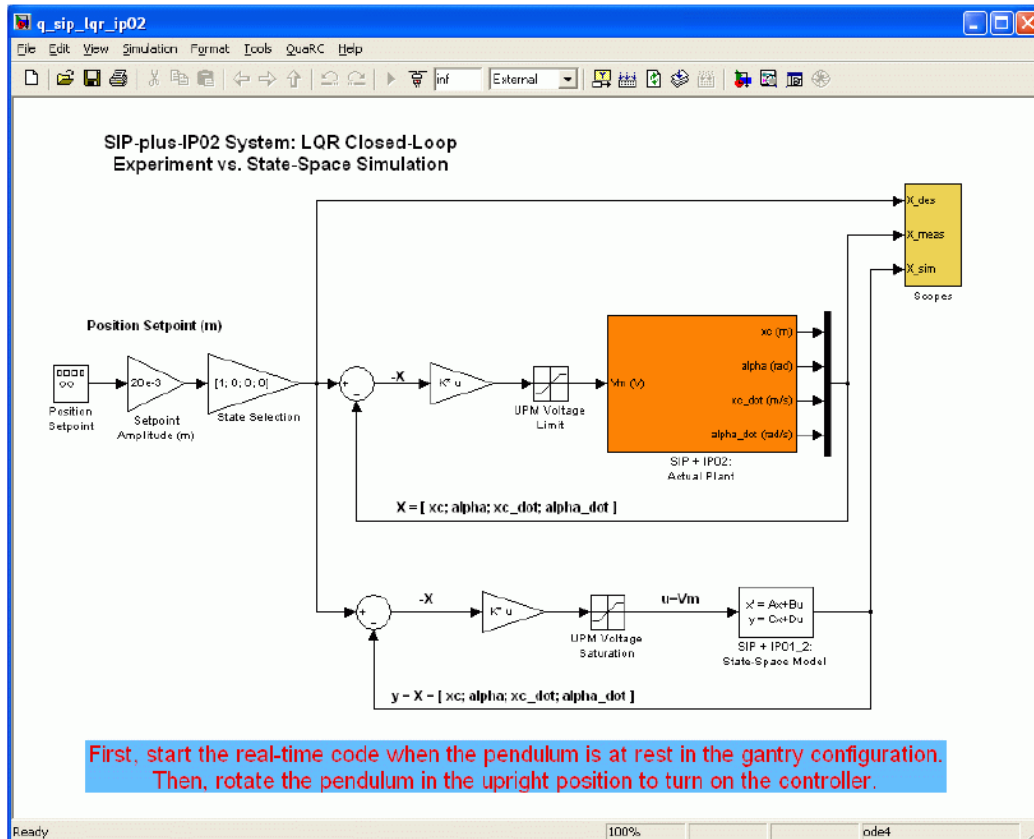 q_sip_lqr_ip02
File Edit View Simulation Format Tools QuaRC Help
inf External
SIP-plus-IP02 System: LQR Closed-Loop
Experiment vs. State-Space Simulation
X_des
X_meas
X_sim
Scopes
Position Setpoint (m)
Position
Setpoint
20e-3
Setpoint
Amplitude (m)
[1; 0; 0; 0]
State Selection
+
-
-X
K* u
UPM Voltage
Limit
Vm (V)
xc (m)
alpha (rad)
xc_dot (m/s)
alpha_dot (rad/s)
SIP + IP02:
Actual Plant
X = [ xc; alpha; xc_dot; alpha_dot ]
+
-
-X
K* u
UPM Voltage
Saturation
u=Vm
x' = Ax+Bu
y = Cx+Du
SIP + IP01_2:
State-Space Model
y = X = [ xc; alpha; xc_dot; alpha_dot ]
First, start the real-time code when the pendulum is at rest in the gantry configuration.
Then, rotate the pendulum in the upright position to turn on the controller.
Ready 100% ode4